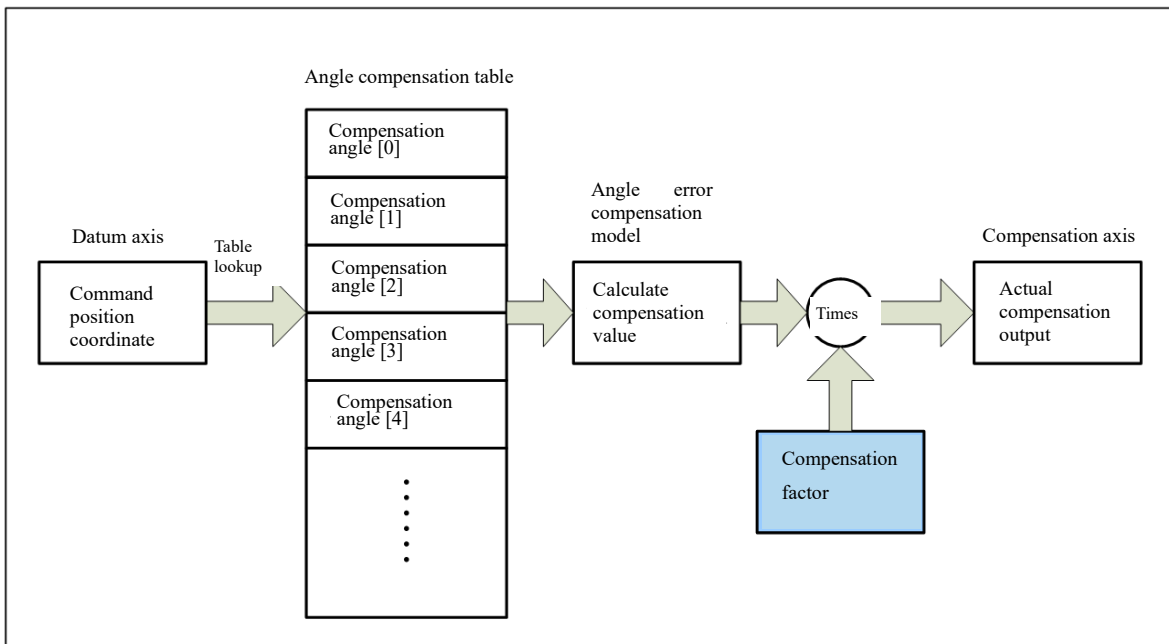 Angle compensation table
Compensation
angle [0]
Compensation
angle [1]
Compensation
angle [2]
Compensation
angle [3]
Compensation
angle [4]
Datum axis
Table
lookup
Command
position
coordinate
Angle error
compensation
model
Calculate
compensation
value
Times
Compensation
factor
Compensation axis
Actual
compensation
output